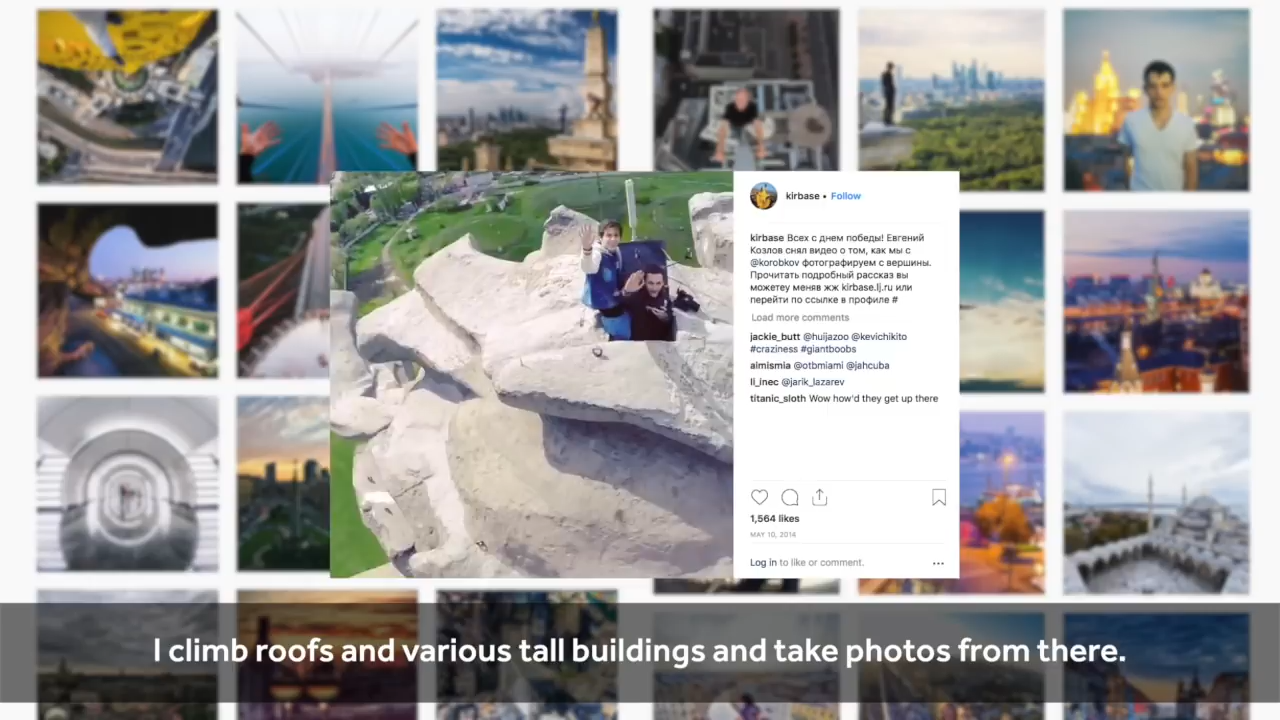 kirbase • Follow
kirbase Всех с днем победы! Евгений
Козлов снял видео о том, как мы с
@korobkov фотографируем с вершины.
Прочитать подробный рассказ вы
можетеу меняв жж kirbase.lj.ru или
перейти по ссылке в профиле #
Load more comments
jackie_butt @huijazoo @kevichikito
#craziness #giantboobs
almismia @otbmiami @jahcuba
li_inec @jarik_lazarev
titanic_sloth Wow how'd they get up there
1,564 likes
MAY 10, 2014
Log in to like or comment.
I climb roofs and various tall buildings and take photos from there.